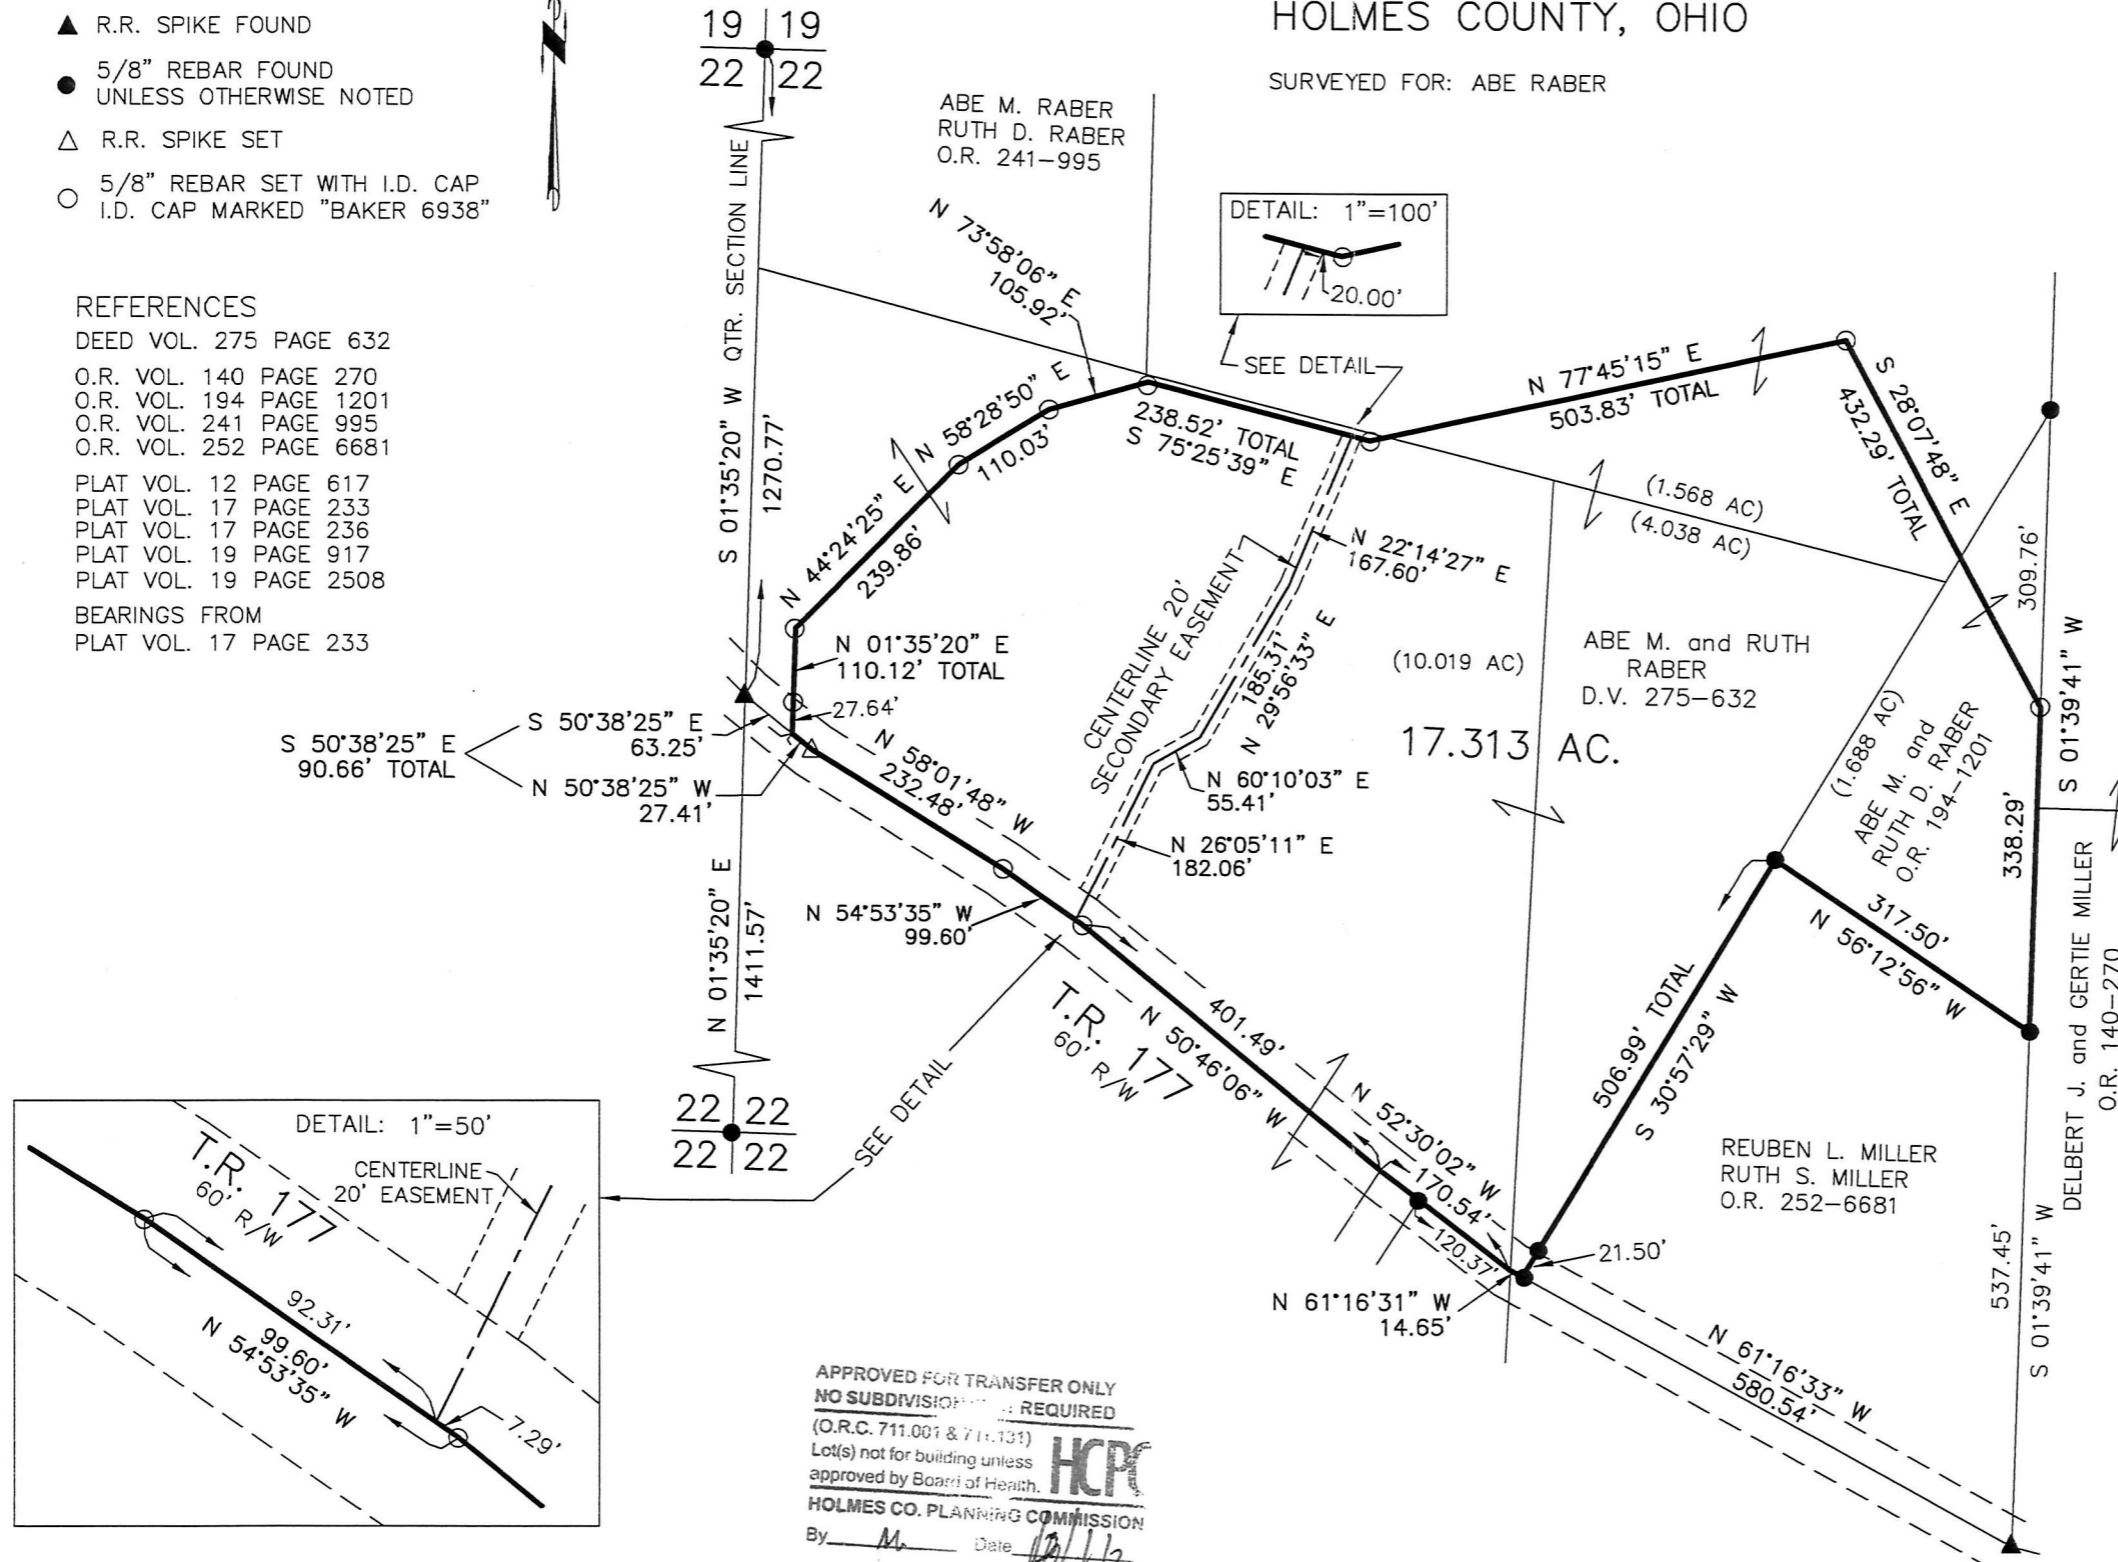 ▲ R.R. SPIKE FOUND
● 5/8" REBAR FOUND
UNLESS OTHERWISE NOTED
△ R.R. SPIKE SET
○ 5/8" REBAR SET WITH I.D. CAP
I.D. CAP MARKED "BAKER 6938"
REFERENCES
DEED VOL. 275 PAGE 632
O.R. VOL. 140 PAGE 270
O.R. VOL. 194 PAGE 1201
O.R. VOL. 241 PAGE 995
O.R. VOL. 252 PAGE 6681
PLAT VOL. 12 PAGE 617
PLAT VOL. 17 PAGE 233
PLAT VOL. 17 PAGE 236
PLAT VOL. 19 PAGE 917
PLAT VOL. 19 PAGE 2508
BEARINGS FROM
PLAT VOL. 17 PAGE 233
HOLMES COUNTY, OHIO
SURVEYED FOR: ABE RABER
19 19
22 22
ABE M. RABER
RUTH D. RABER
O.R. 241-995
DETAIL: 1"=100'
20.00'
SEE DETAIL
S 01°35'20" W QTR. SECTION LINE
1270.77'
N 73°58'06" E
105.92'
N 58°28'50" E
110.03'
N 44°24'25" E
239.86'
238.52' TOTAL
S 75°25'39" E
N 77°45'15" E
503.83' TOTAL
S 28°07'48" E
432.29' TOTAL
(1.568 AC)
(4.038 AC)
309.76'
S 01°39'41" W
N 22°14'27" E
167.60'
CENTERLINE 20'
SECONDARY EASEMENT
185.31'
N 29°56'33" E
N 01°35'20" E
110.12' TOTAL
27.64'
S 50°38'25" E
90.66' TOTAL
S 50°38'25" E
63.25'
N 50°38'25" W
27.41'
N 58°01'48" W
232.48'
N 60°10'03" E
55.41'
N 26°05'11" E
182.06'
(10.019 AC)
17.313 AC.
ABE M. and RUTH
RABER
D.V. 275-632
(1.688 AC)
ABE M. and
RUTH D. RABER
O.R. 194-1201
338.29'
317.50'
N 56°12'56" W
N 54°53'35" W
99.60'
N 01°35'20" E
1411.57'
22 22
22 22
SEE DETAIL
T.R. 177
60' R/W
401.49'
N 50°46'06" W
N 52°30'02" W
170.54'
120.37'
506.99' TOTAL
S 30°57'29" W
21.50'
N 61°16'31" W
14.65'
REUBEN L. MILLER
RUTH S. MILLER
O.R. 252-6681
DELBERT J. and GERTIE MILLER
O.R. 140-270
537.45'
S 01°39'41" W
N 61°16'33" W
580.54'
DETAIL: 1"=50'
T.R. 177
60' R/W
CENTERLINE
20' EASEMENT
92.31'
99.60'
N 54°53'35" W
7.29'
APPROVED FOR TRANSFER ONLY
NO SUBDIVISION REQUIRED
(O.R.C. 711.001 & 711.131)
Lot(s) not for building unless
approved by Board of Health.
HCPC
HOLMES CO. PLANNING COMMISSION
By Date